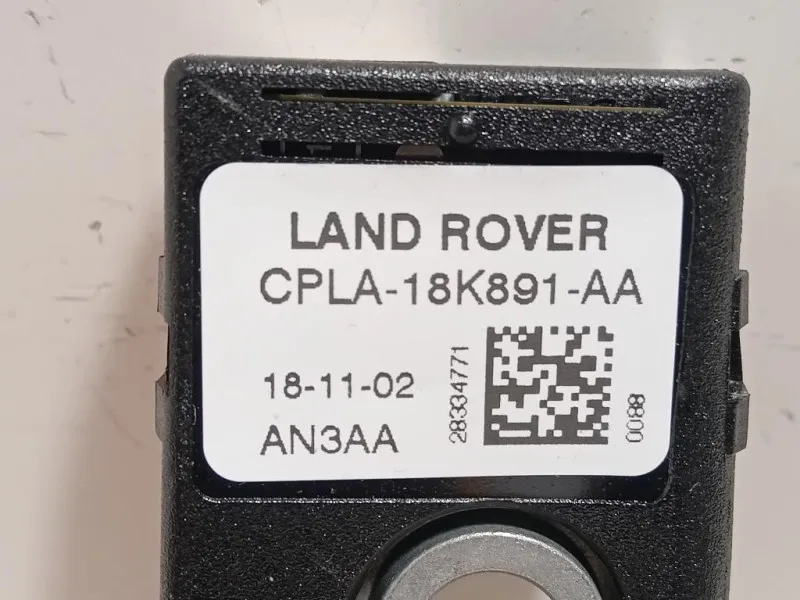 LAND ROVER
CPLA-18K891-AA
18-11-02
AN3AA
28334771
0088